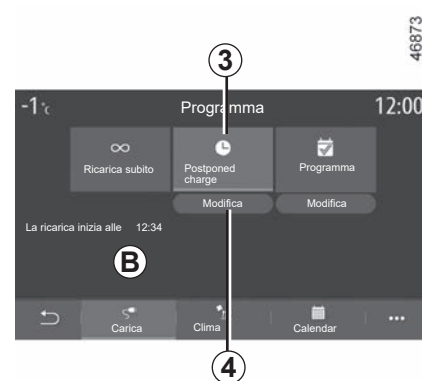 46873
3
-1°c Programma 12:00
∞
Ricarica subito Postponed charge Programma
Modifica Modifica
La ricarica inizia alle 12:34
B
Carica Clima Calendar ...
4